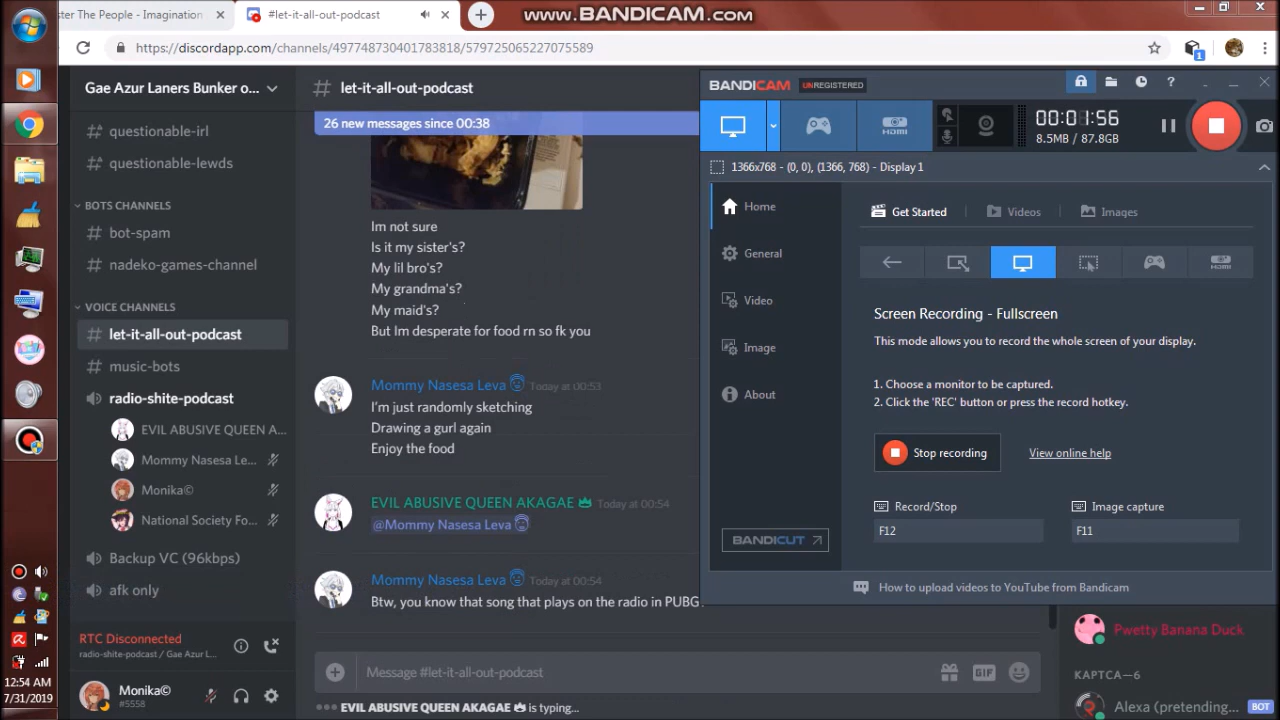 ster The People - Imagination
#let-it-all-out-podcast
www.BANDICAM.com
https://discordapp.com/channels/497748730401783818/579725065227075589
1
Gae Azur Laners Bunker o...
questionable-irl
questionable-lewds
BOTS CHANNELS
# bot-spam
# nadeko-games-channel
VOICE CHANNELS
# let-it-all-out-podcast
# music-bots
radio-shite-podcast
EVIL ABUSIVE QUEEN A...
Mommy Nasesa Le...
Monika©
National Society Fo...
Backup VC (96kbps)
afk only
RTC Disconnected
radio-shite-podcast / Gae Azur L...
Monika©
#5558
12:54 AM
7/31/2019
# let-it-all-out-podcast
26 new messages since 00:38
Im not sure
Is it my sister's?
My lil bro's?
My grandma's?
My maid's?
But Im desperate for food rn so fk you
Mommy Nasesa Leva Today at 00:53
I'm just randomly sketching
Drawing a gurl again
Enjoy the food
EVIL ABUSIVE QUEEN AKAGAE Today at 00:54
@Mommy Nasesa Leva
Mommy Nasesa Leva Today at 00:54
Btw, you know that song that plays on the radio in PUBG?
Message #let-it-all-out-podcast
GIF
EVIL ABUSIVE QUEEN AKAGAE is typing...
BANDICAM UNREGISTERED
HDMI
00:01:56
8.5MB / 87.8GB
1366x768 - (0, 0), (1366, 768) - Display 1
Home
General
Video
Image
About
BANDICUT
Get Started
Videos
Images
HDMI
Screen Recording - Fullscreen
This mode allows you to record the whole screen of your display.
1. Choose a monitor to be captured.
2. Click the 'REC' button or press the record hotkey.
Stop recording
View online help
Record/Stop
F12
Image capture
F11
How to upload videos to YouTube from Bandicam
Pwetty Banana Duck
KAPTCA—6
Alexa (pretending... BOT